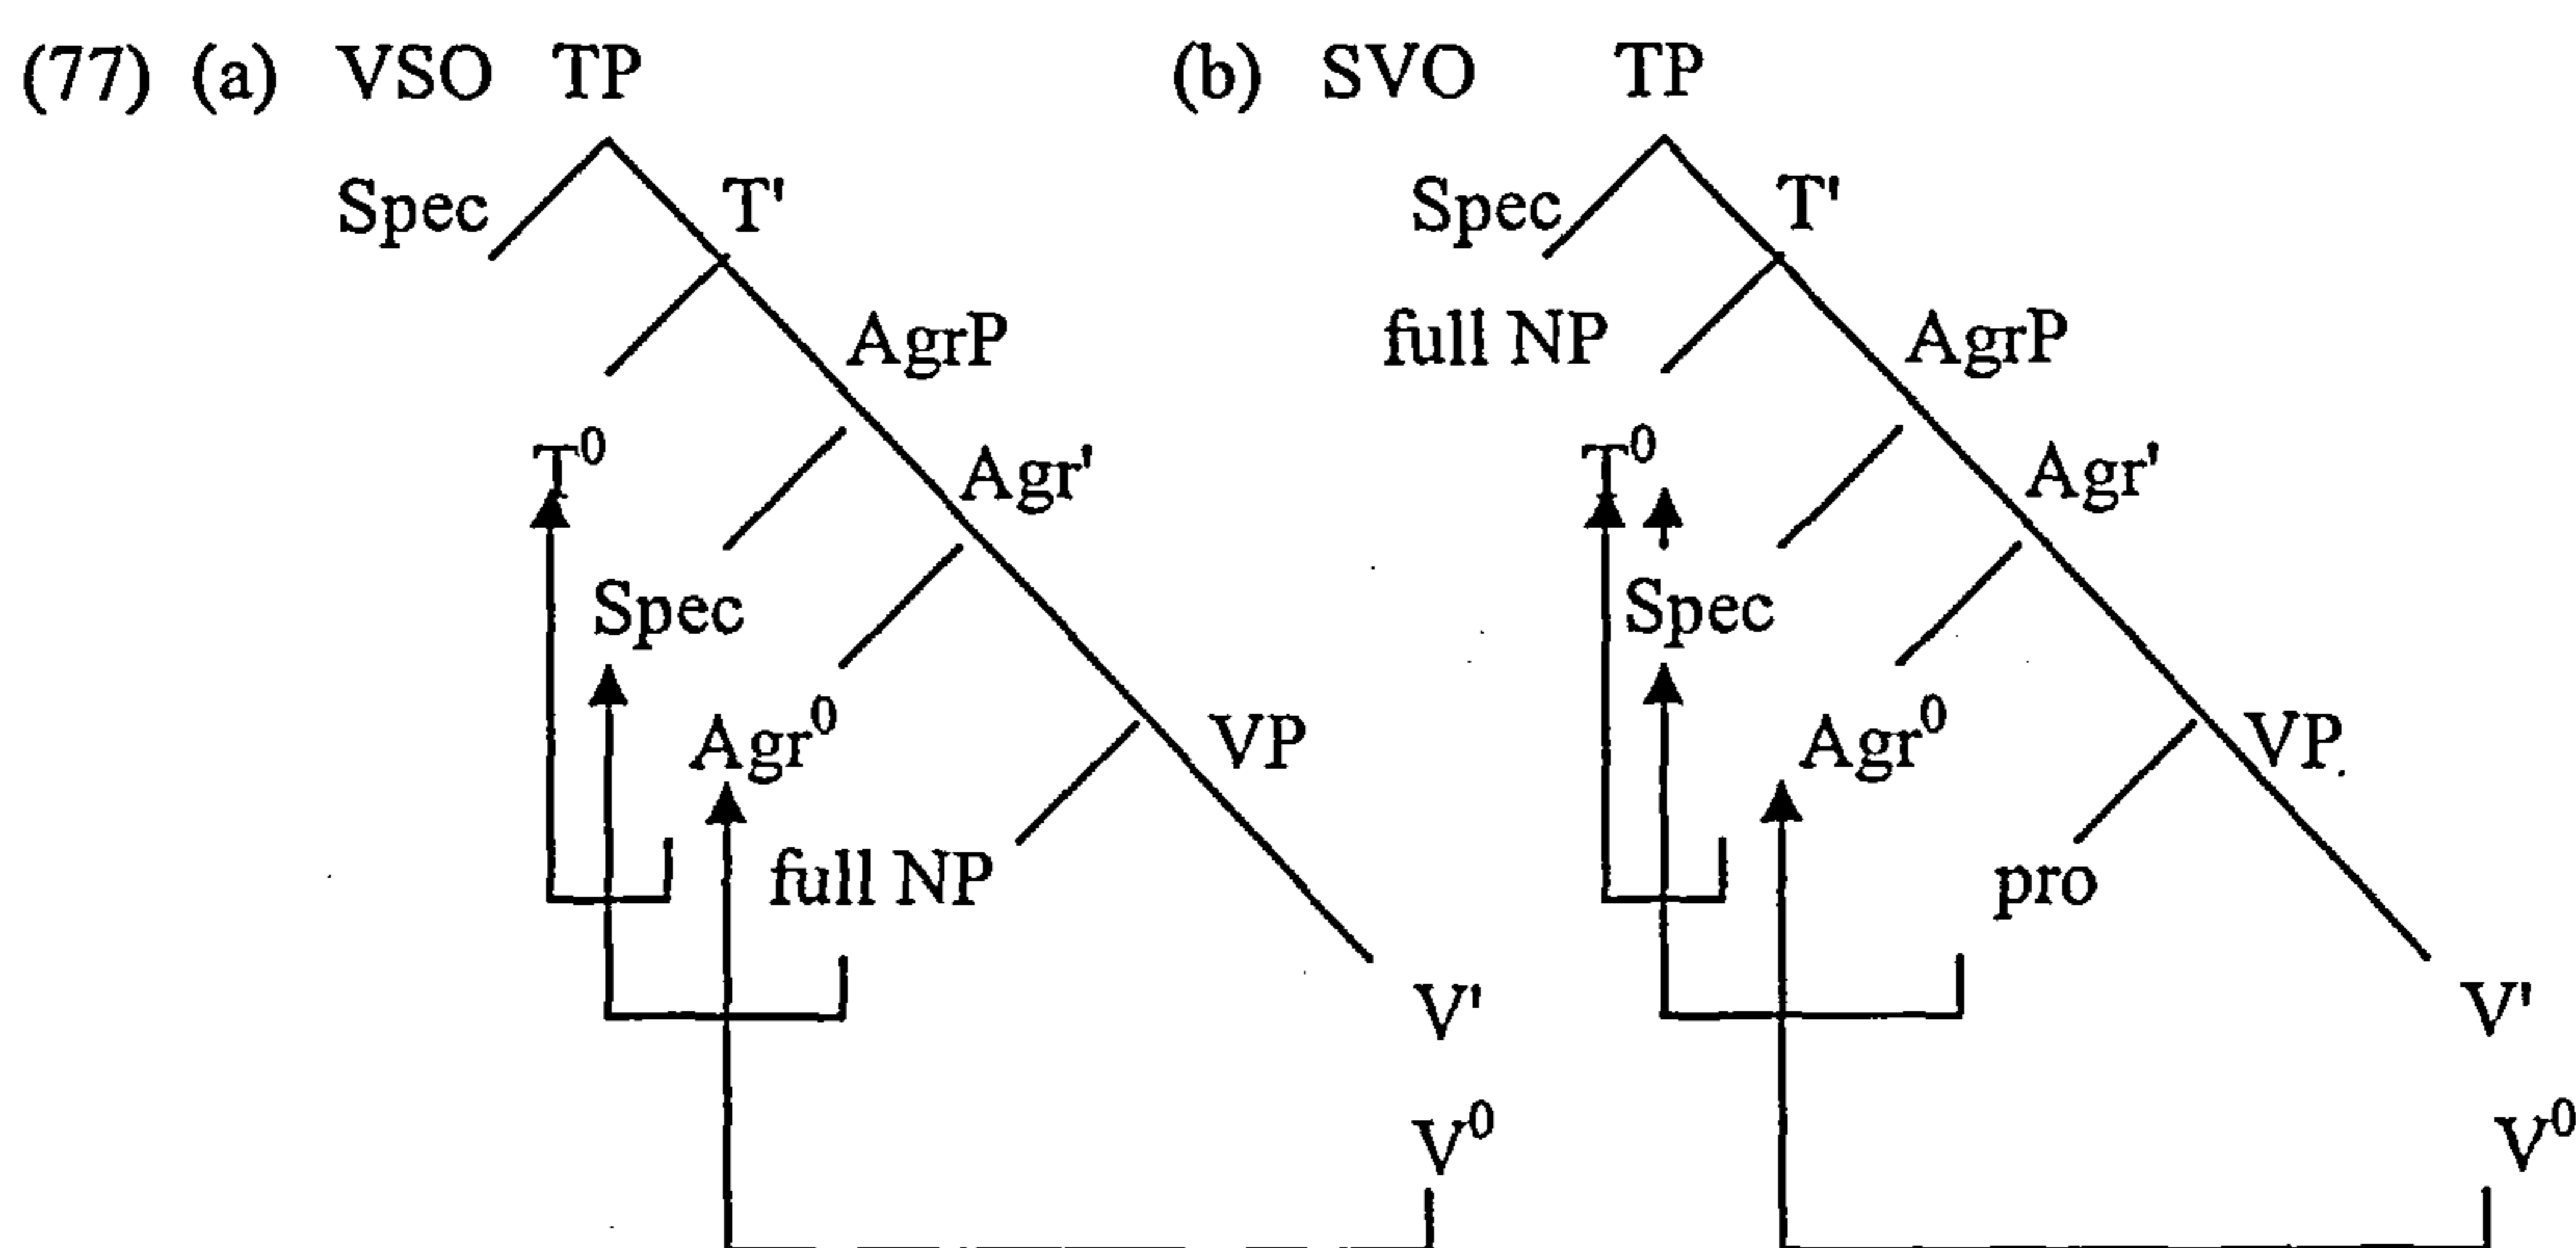 (77) (a) VSO TP (b) SVO TP
Spec T' Spec T'
full NP
AgrP AgrP
T⁰ Agr' T⁰ Agr'
Spec Spec
Agr⁰ VP Agr⁰ VP
full NP pro
V' V'
V⁰ V⁰